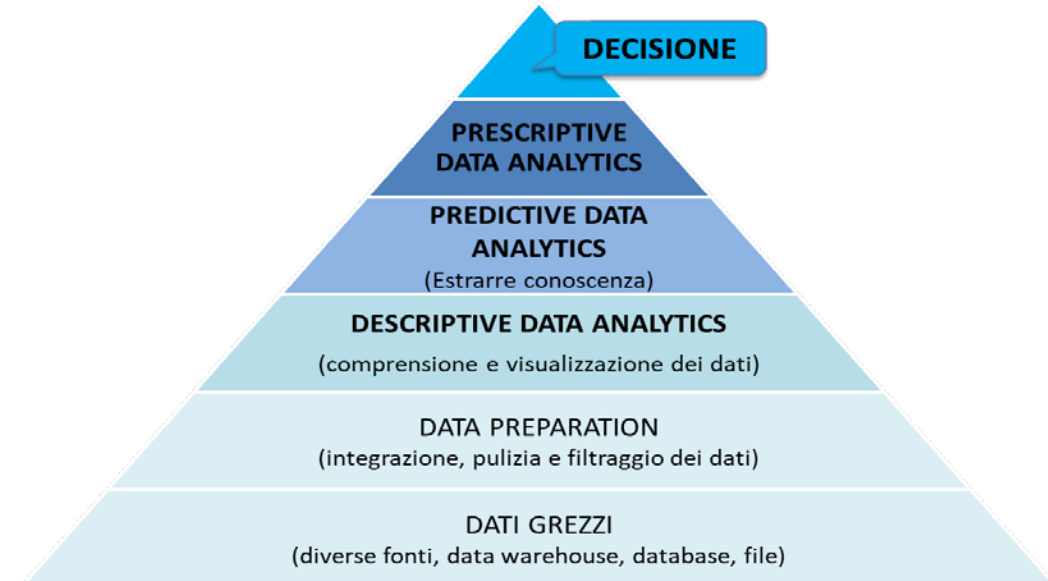 DECISIONE
PRESCRIPTIVE
DATA ANALYTICS
PREDICTIVE DATA
ANALYTICS
(Estrarre conoscenza)
DESCRIPTIVE DATA ANALYTICS
(comprensione e visualizzazione dei dati)
DATA PREPARATION
(integrazione, pulizia e filtraggio dei dati)
DATI GREZZI
(diverse fonti, data warehouse, database, file)